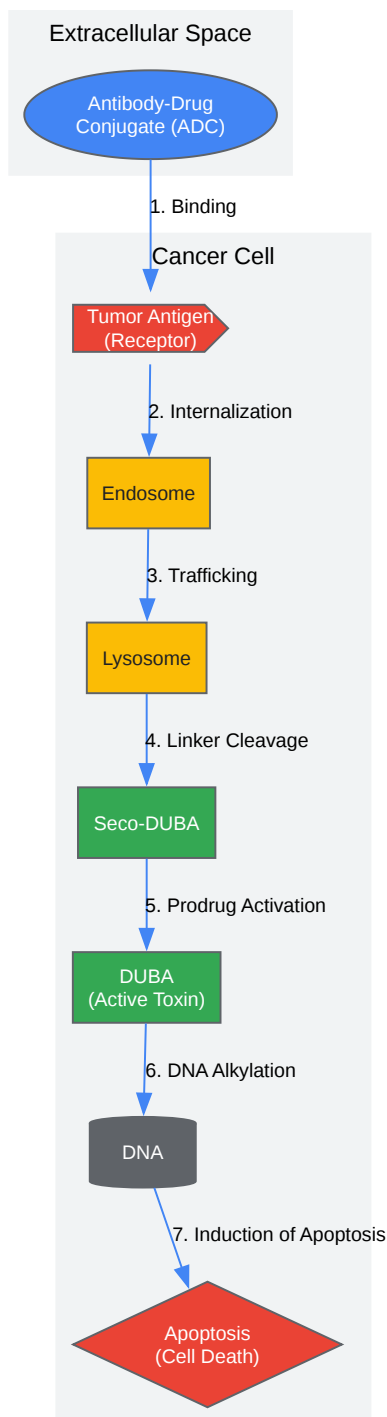 Extracellular Space
Antibody-Drug
Conjugate (ADC)
1. Binding
Cancer Cell
Tumor Antigen
(Receptor)
2. Internalization
Endosome
3. Trafficking
Lysosome
4. Linker Cleavage
Seco-DUBA
5. Prodrug Activation
DUBA
(Active Toxin)
6. DNA Alkylation
DNA
7. Induction of Apoptosis
Apoptosis
(Cell Death)